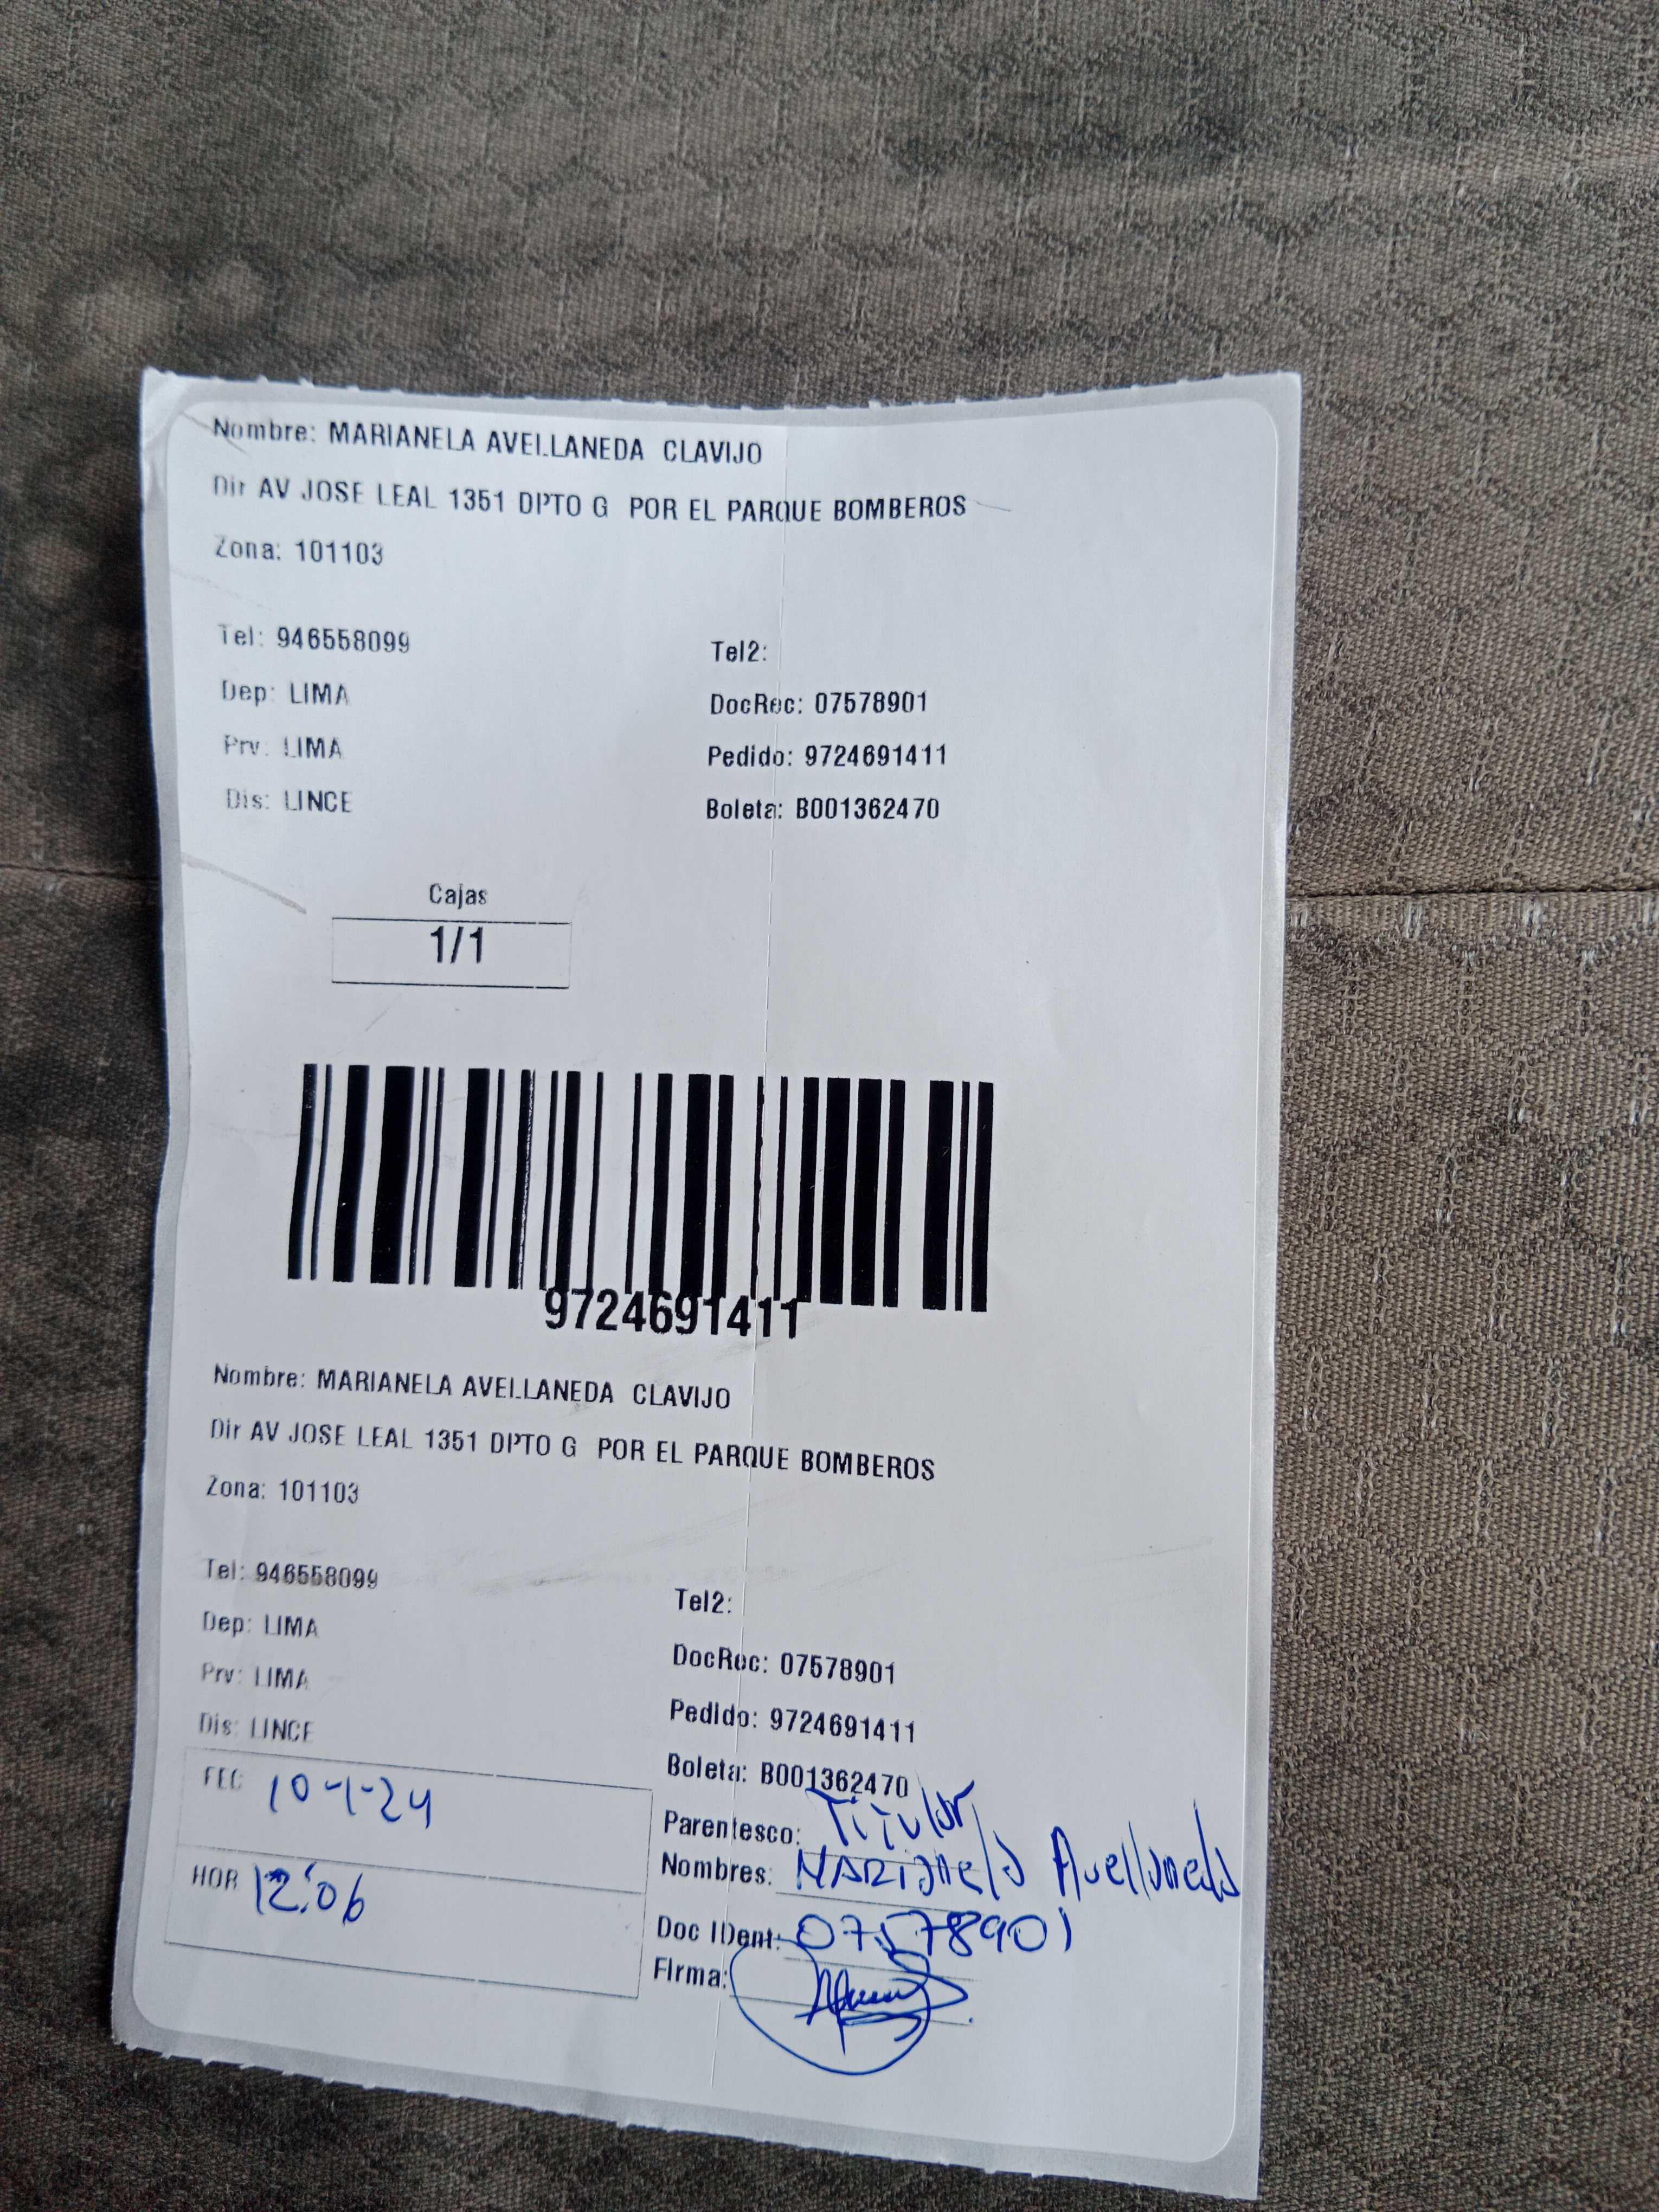 Nombre: MARIANELA AVELLANEDA CLAVIJO
Dir AV JOSE LEAL 1351 DPTO G POR EL PARQUE BOMBEROS
Zona: 101103
Tel: 946558099
Tel2:
Dep: LIMA
DocRec: 07578901
Prv: LIMA
Pedido: 9724691411
Dis: LINCE
Boleta: B001362470
Cajas
1/1
9724691411
Nombre: MARIANELA AVELLANEDA CLAVIJO
Dir AV JOSE LEAL 1351 DPTO G POR EL PARQUE BOMBEROS
Zona: 101103
Tel: 946558099
Tel2:
Dep: LIMA
DocRec: 07578901
Prv: LIMA
Pedido: 9724691411
Dis: LINCE
Boleta: B001362470
FEC 10-1-24
Parentesco: Titular
HOR 12:06
Nombres: MARIANela Avellaneda
Doc IDent: 07578901
Firma: